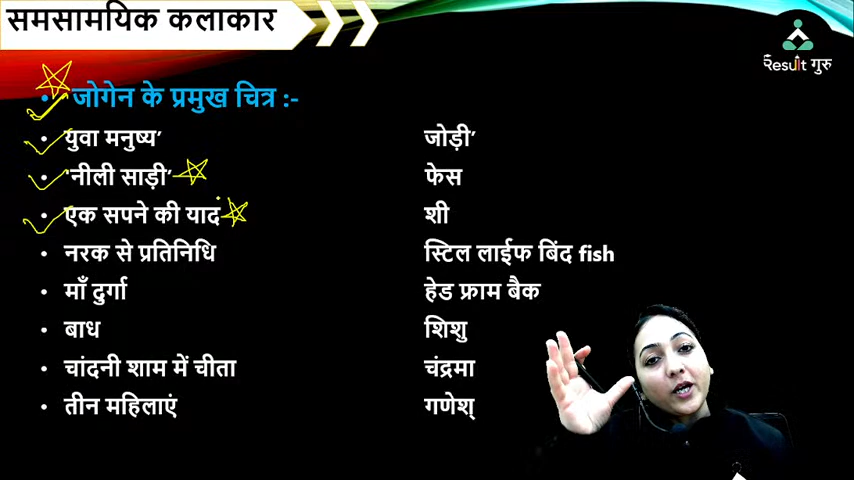 समसामयिक कलाकार
Result गुरु
जोगेन के प्रमुख चित्र :-
युवा मनुष्य’
जोड़ी’
'नीली साड़ी’
फेस
एक सपने की याद
शी
नरक से प्रतिनिधि
स्टिल लाईफ बिंद fish
माँ दुर्गा
हेड फ्राम बैक
बाध
शिशु
चांदनी शाम में चीता
चंद्रमा
तीन महिलाएं
गणेश्